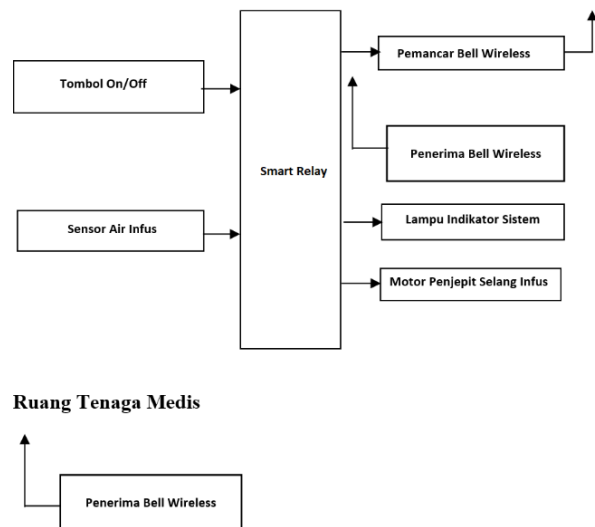 Tombol On/Off
Sensor Air Infus
Smart Relay
Pemancar Bell Wireless
Penerima Bell Wireless
Lampu Indikator Sistem
Motor Penjepit Selang Infus
Ruang Tenaga Medis
Penerima Bell Wireless